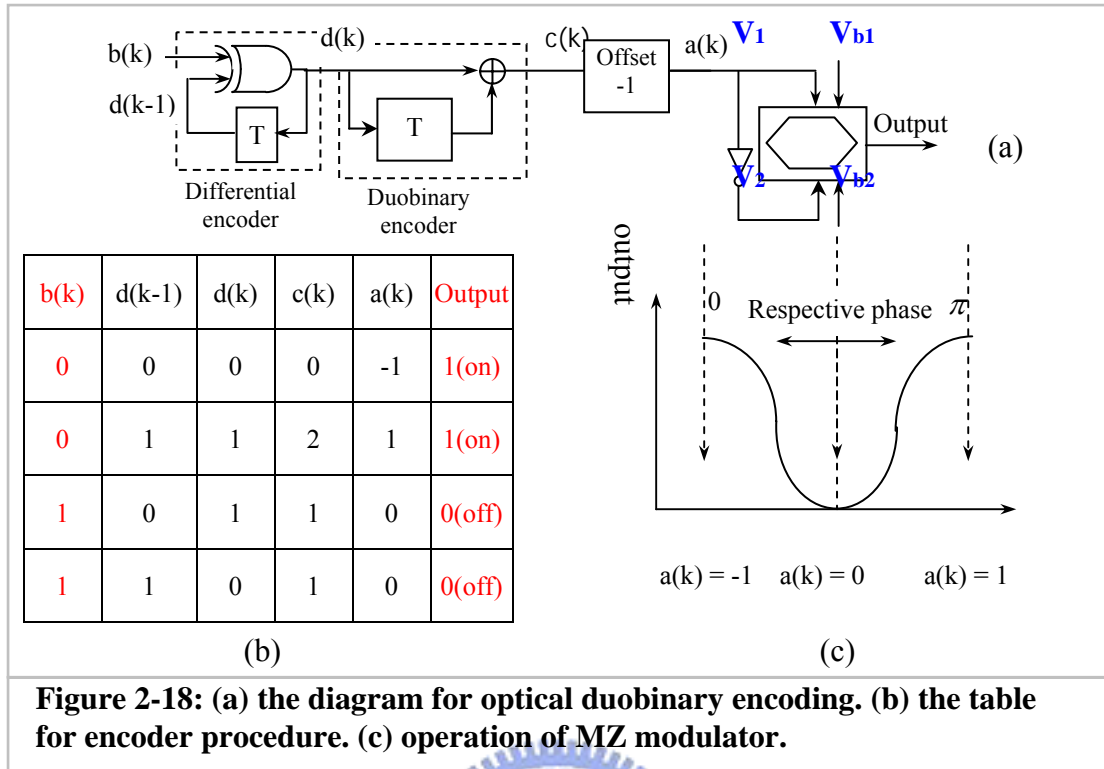 b(k)
d(k-1)
T
Differential
encoder
d(k)
T
Duobinary
encoder
c(k)
Offset
-1
a(k)
V1
Vb1
V2
Vb2
Output
(a)
b(k) d(k-1) d(k) c(k) a(k) Output
0 0 0 0 -1 1(on)
0 1 1 2 1 1(on)
1 0 1 1 0 0(off)
1 1 0 1 0 0(off)
(b)
output
0
Respective phase
π
a(k) = -1 a(k) = 0 a(k) = 1
(c)
Figure 2-18: (a) the diagram for optical duobinary encoding. (b) the table
for encoder procedure. (c) operation of MZ modulator.